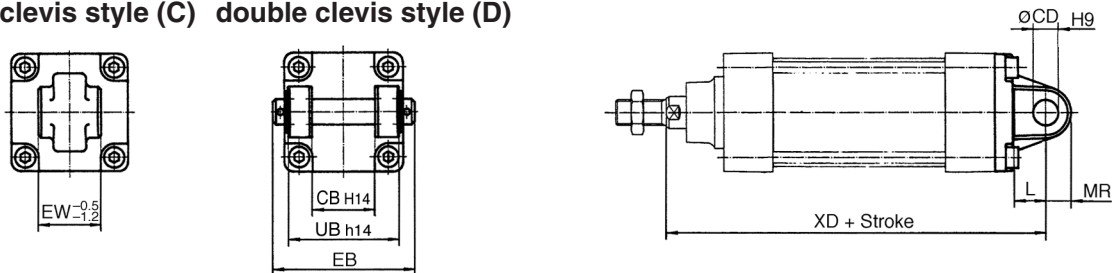 clevis style (C) double clevis style (D)
EW -0.5 -1.2
CB H14
UB h14
EB
ØCD H9
L MR
XD + Stroke